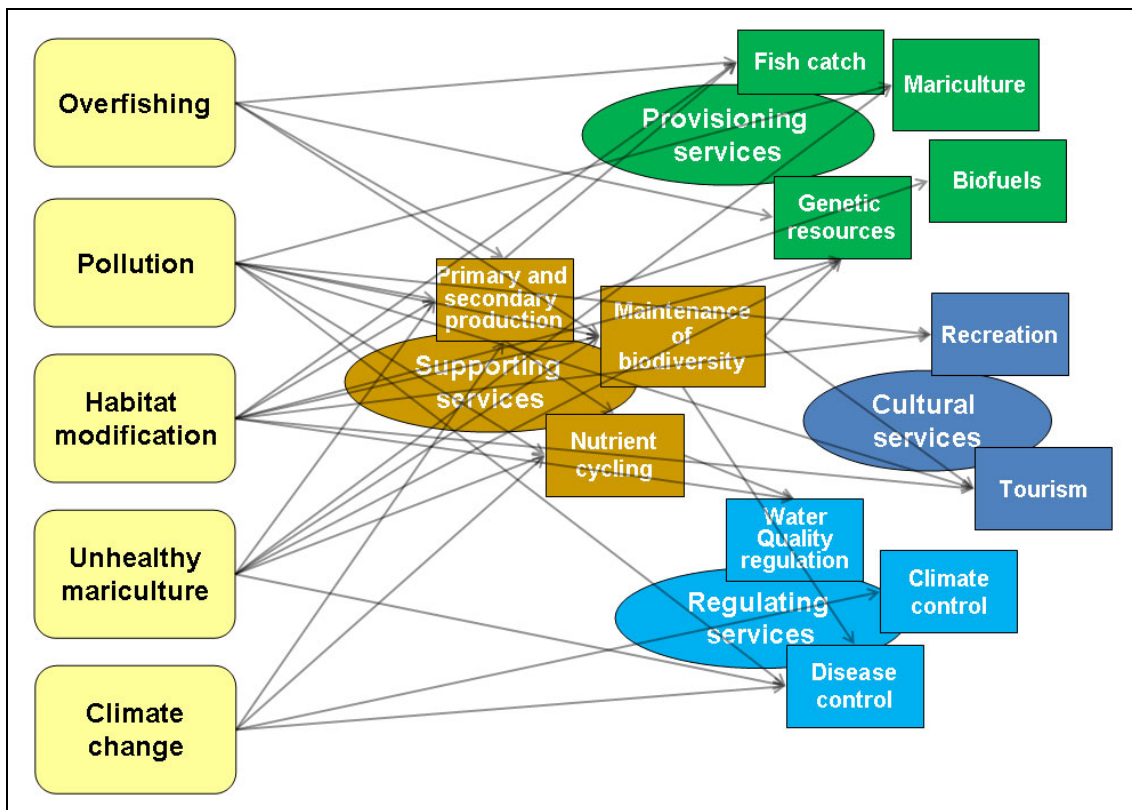 Overfishing
Pollution
Habitat
modification
Unhealthy
mariculture
Climate
change
Fish catch
Mariculture
Provisioning
services
Biofuels
Genetic
resources
Primary and
secondary
production
Maintenance
of
biodiversity
Supporting
services
Nutrient
cycling
Recreation
Cultural
services
Tourism
Water
Quality
regulation
Climate
control
Regulating
services
Disease
control